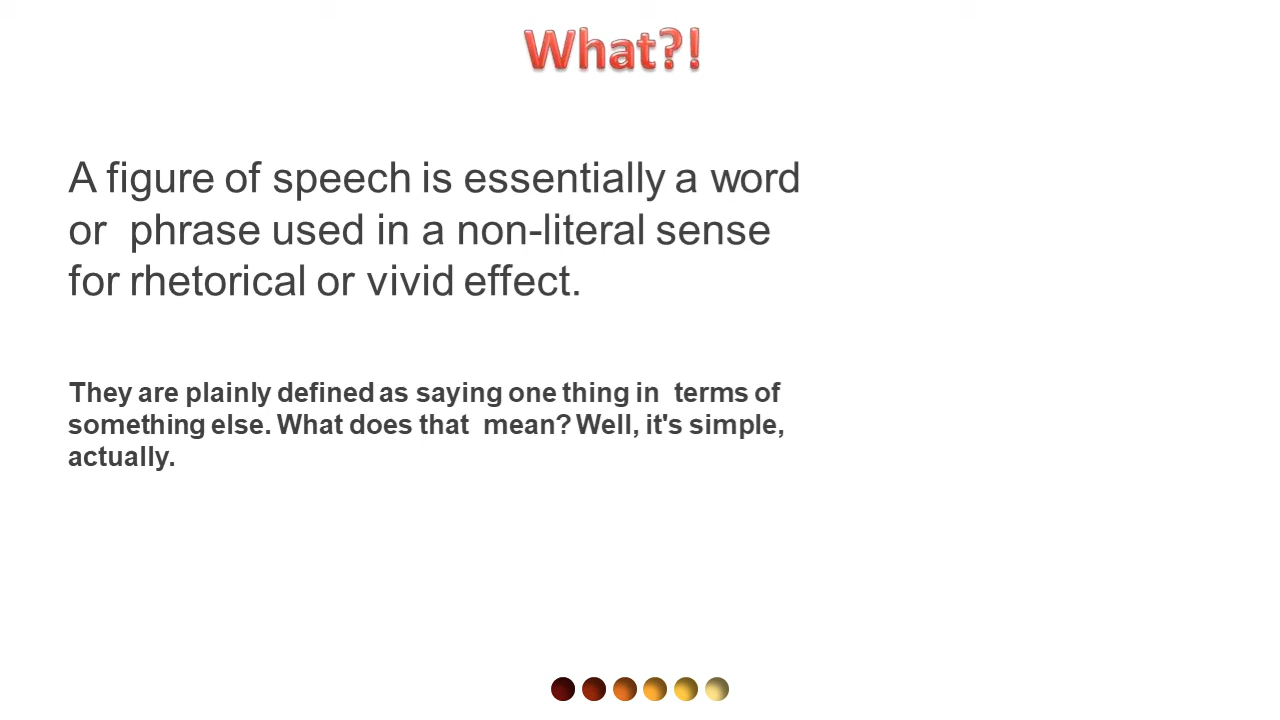 What?!
A figure of speech is essentially a word
or  phrase used in a non-literal sense
for rhetorical or vivid effect.
They are plainly defined as saying one thing in  terms of
something else. What does that  mean? Well, it's simple,
actually.